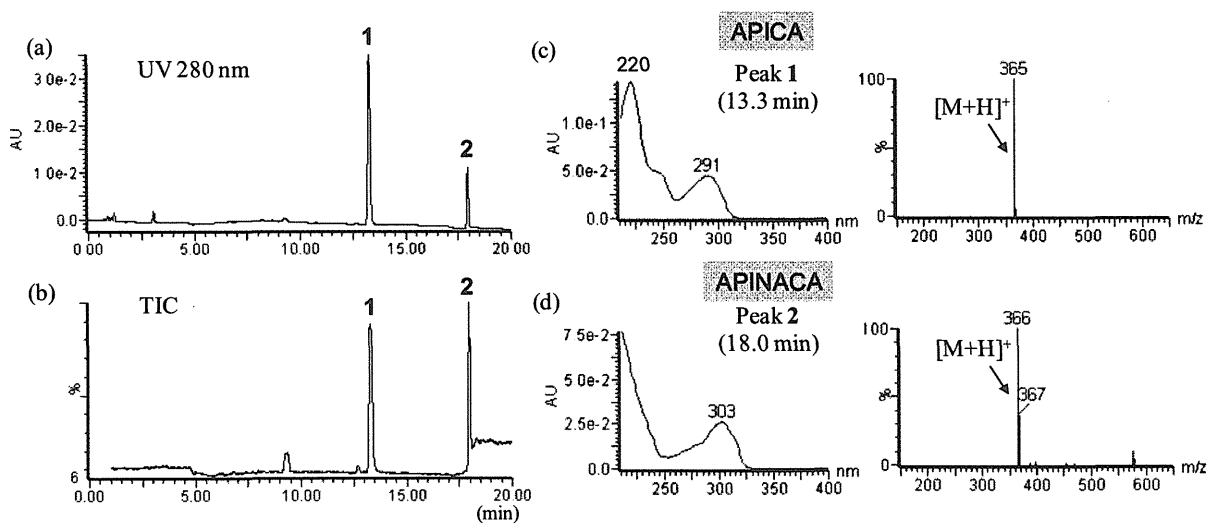 (a)
UV 280 nm
1
2
3.0e-2
2.0e-2
1.0e-2
0.0
AU
0.00
5.00
10.00
15.00
20.00
(b)
TIC
1
2
%
6
0.00
5.00
10.00
15.00
20.00
(min)
(c)
APICA
Peak 1
(13.3 min)
220
291
1.0e-1
5.0e-2
0.0
AU
250
300
350
400
nm
365
[M+H]+
100
%
0
200
300
400
500
600
m/z
(d)
APINACA
Peak 2
(18.0 min)
303
7.5e-2
5.0e-2
2.5e-2
0.0
AU
250
300
350
400
nm
366
[M+H]+
367
100
%
0
200
300
400
500
600
m/z